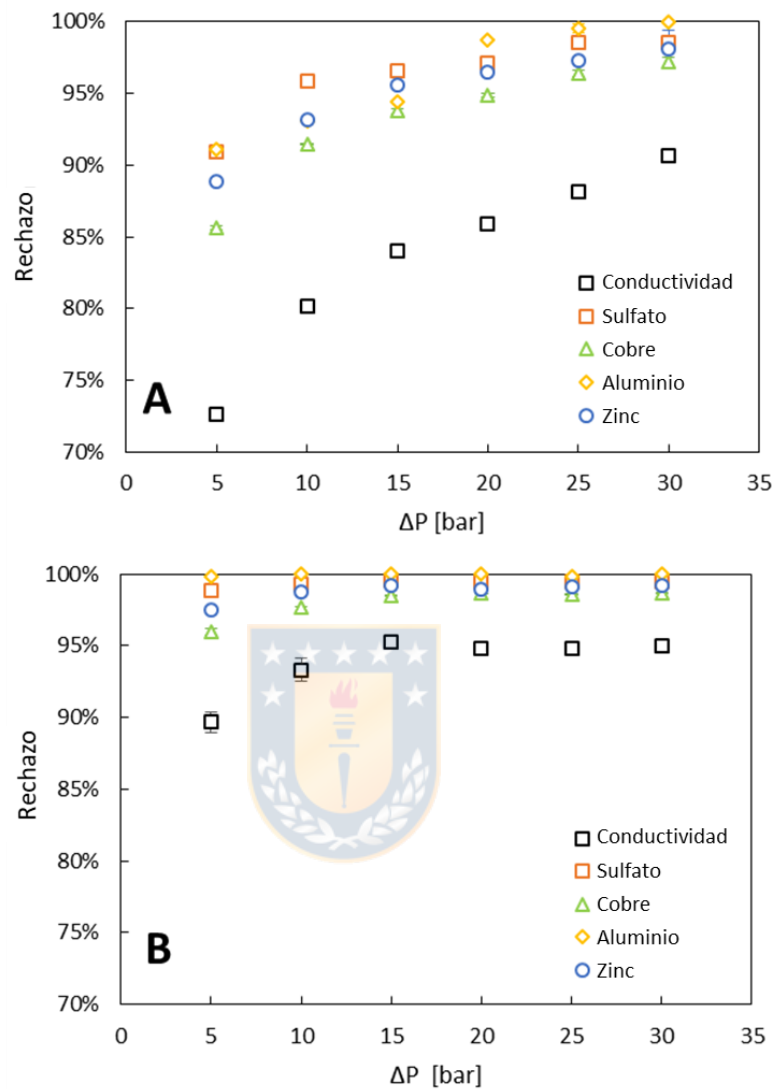 100%
95%
90%
85%
80%
75%
70%
Rechazo
A
Conductividad
Sulfato
Cobre
Aluminio
Zinc
0 5 10 15 20 25 30 35
ΔP [bar]
100%
95%
90%
85%
80%
75%
70%
Rechazo
B
Conductividad
Sulfato
Cobre
Aluminio
Zinc
0 5 10 15 20 25 30 35
ΔP [bar]